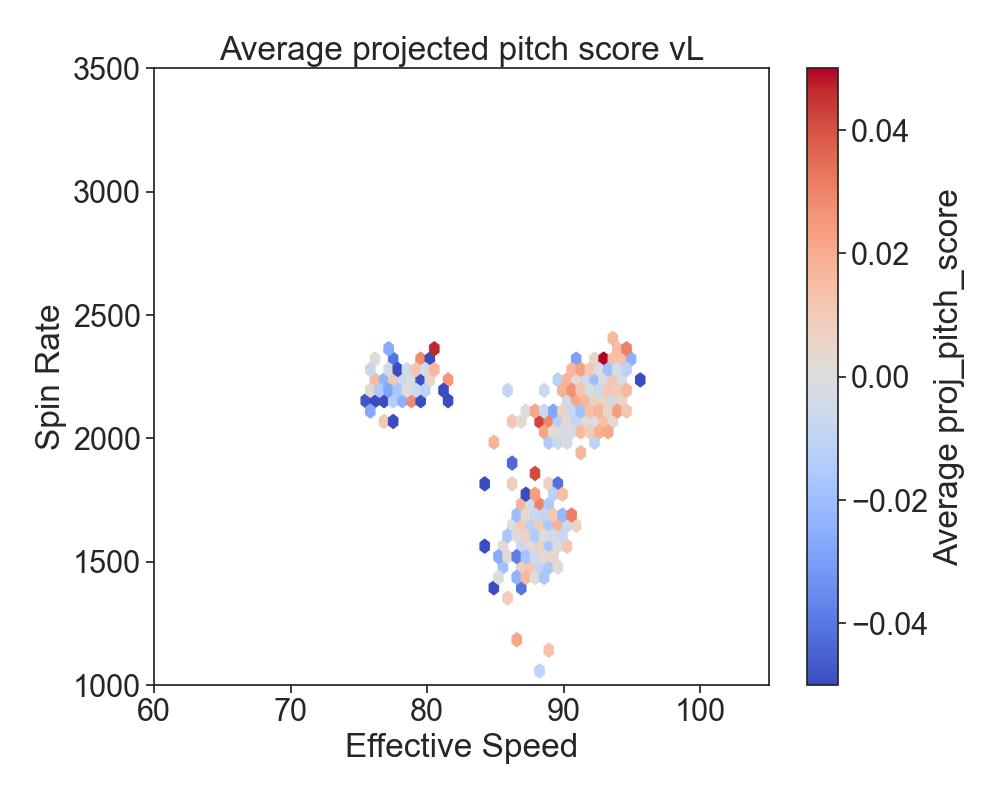 Average projected pitch score vL
3500
3000
2500
2000
1500
1000
Spin Rate
60 70 80 90 100
Effective Speed
0.04
0.02
0.00
−0.02
−0.04
Average proj_pitch_score